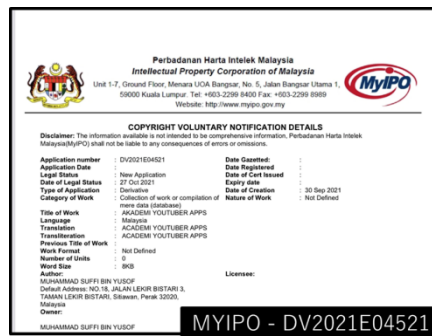 Perbadanan Harta Intelek Malaysia
Intellectual Property Corporation of Malaysia
Unit 1-7, Ground Floor, Menara UOA Bangsar, No. 5, Jalan Bangsar Utama 1,
59000 Kuala Lumpur. Tel: +603-2299 8400 Fax: +603-2299 8989
Website: http://www.myipo.gov.my
MyIPO
COPYRIGHT VOLUNTARY NOTIFICATION DETAILS
Disclaimer: The information available is not intended to be comprehensive information, Perbadanan Harta Intelek
Malaysia(MyIPO) shall not be liable to any consequences of errors or omissions.
Application number : DV2021E04521 Date Gazetted: :
Application Date : Date Registered :
Legal Status : New Application Date of Cert Issued :
Date of Legal Status : 27 Oct 2021 Expiry date :
Type of Application : Derivative Date of Creation : 30 Sep 2021
Category of Work : Collection of work or compilation of Nature of Work : Not Defined
mere data (database)
Title of Work : AKADEMI YOUTUBER APPS
Language : Malaysia
Translation : ACADEMI YOUTUBER APPS
Transliteration : ACADEMI YOUTUBER APPS
Previous Title of Work :
Work Format : Not Defined
Number of Units : 0
Word Size : 8KB
Author: Licensee:
MUHAMMAD SUFFI BIN YUSOF
Default Address: NO.18, JALAN LEKIR BISTARI 3,
TAMAN LEKIR BISTARI, Sitiawan, Perak 32020,
Malaysia
Owner:
MUHAMMAD SUFFI BIN YUSOF
MYIPO - DV2021E04521